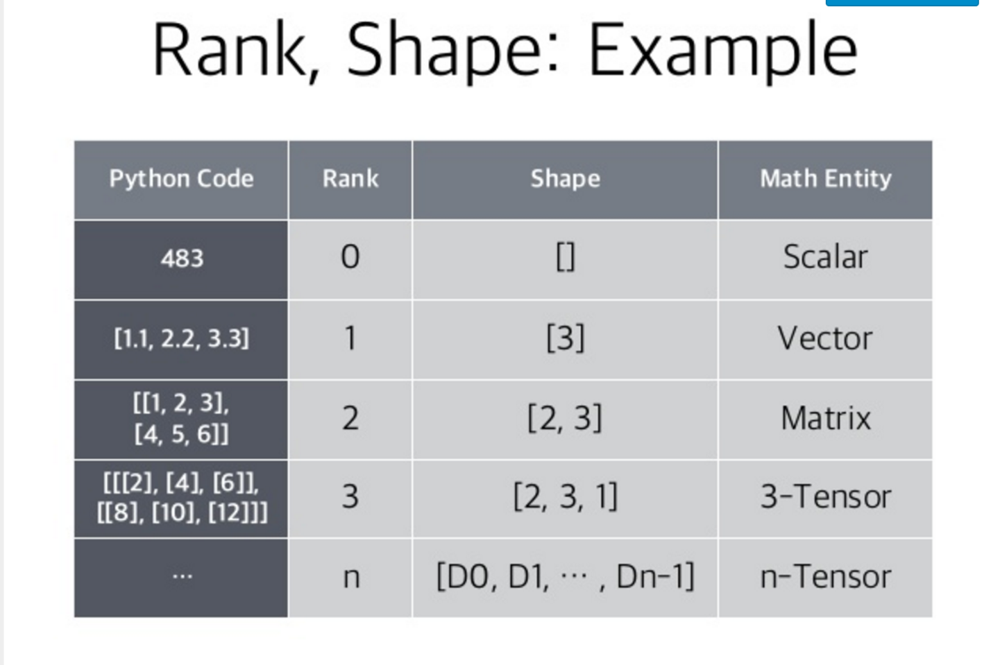 Rank, Shape: Example
Python Code Rank Shape Math Entity
483 0 [] Scalar
[1.1, 2.2, 3.3] 1 [3] Vector
[[1, 2, 3],
[4, 5, 6]] 2 [2, 3] Matrix
[[[2], [4], [6]],
[[8], [10], [12]]] 3 [2, 3, 1] 3-Tensor
... n [D0, D1, ··· , Dn-1] n-Tensor